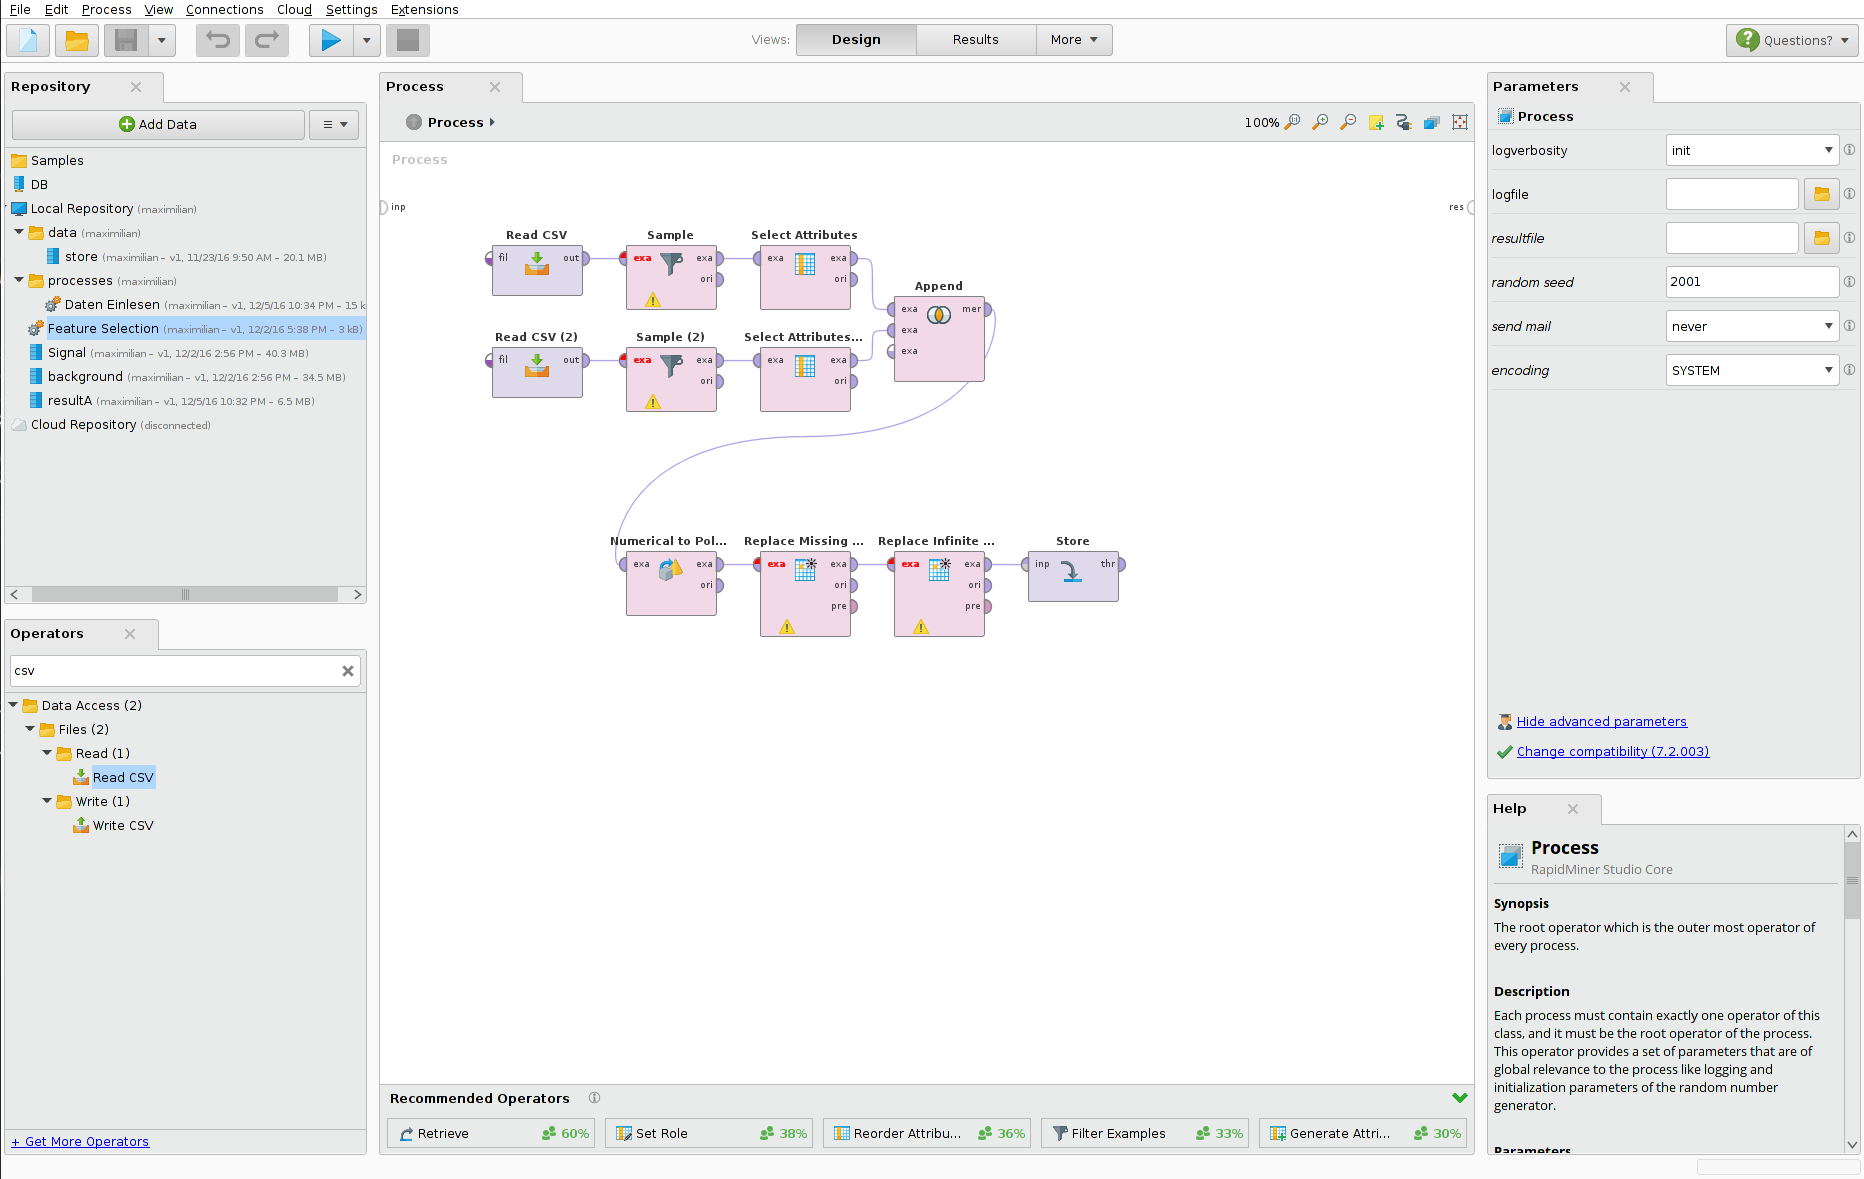 File Edit Process View Connections Cloud Settings Extensions
Views: Design Results More Questions?
Repository
Add Data
Samples
DB
Local Repository (maximilian)
data (maximilian)
store (maximilian – v1, 11/23/16 9:50 AM – 20.1 MB)
processes (maximilian)
Daten Einlesen (maximilian – v1, 12/5/16 10:34 PM – 15 k
Feature Selection (maximilian – v1, 12/2/16 5:38 PM – 3 kB)
Signal (maximilian – v1, 12/2/16 2:56 PM – 40.3 MB)
background (maximilian – v1, 12/2/16 2:56 PM – 34.5 MB)
resultA (maximilian – v1, 12/5/16 10:32 PM – 6.5 MB)
Cloud Repository (disconnected)
Operators
csv
Data Access (2)
Files (2)
Read (1)
Read CSV
Write (1)
Write CSV
+ Get More Operators
Process
Process
100%
Process
inp
res
Read CSV Sample Select Attributes
fil out exa exa exa exa
ori ori
Append
exa mer
exa
exa
Read CSV (2) Sample (2) Select Attributes...
fil out exa exa exa exa
ori ori
Numerical to Pol... Replace Missing ... Replace Infinite ... Store
exa exa exa exa exa exa inp thr
ori ori ori
pre pre
Recommended Operators
Retrieve 60% Set Role 38% Reorder Attribu... 36% Filter Examples 33% Generate Attri... 30%
Parameters
Process
logverbosity init
logfile
resultfile
random seed 2001
send mail never
encoding SYSTEM
Hide advanced parameters
Change compatibility (7.2.003)
Help
Process
RapidMiner Studio Core
Synopsis
The root operator which is the outer most operator of
every process.
Description
Each process must contain exactly one operator of this
class, and it must be the root operator of the process.
This operator provides a set of parameters that are of
global relevance to the process like logging and
initialization parameters of the random number
generator.
Parameters